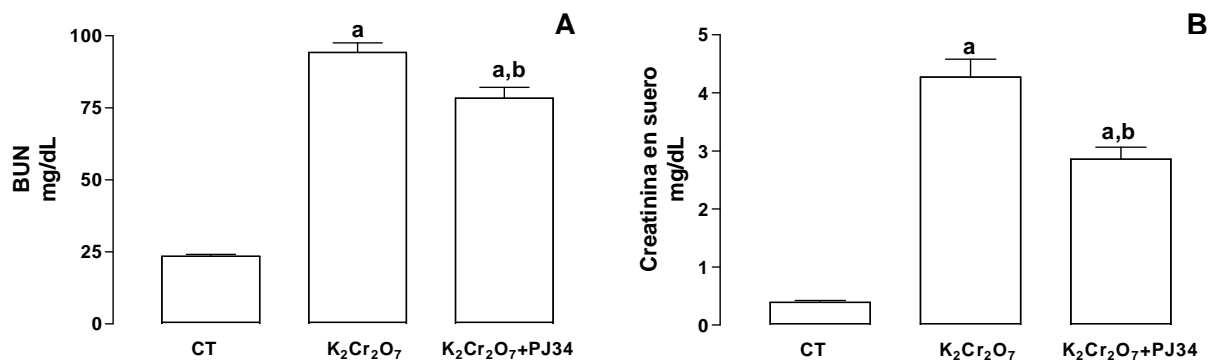 A
BUN
mg/dL
100
75
50
25
0
a
a,b
CT
K₂Cr₂O₇
K₂Cr₂O₇+PJ34
B
Creatinina en suero
mg/dL
5
4
3
2
1
0
a
a,b
CT
K₂Cr₂O₇
K₂Cr₂O₇+PJ34